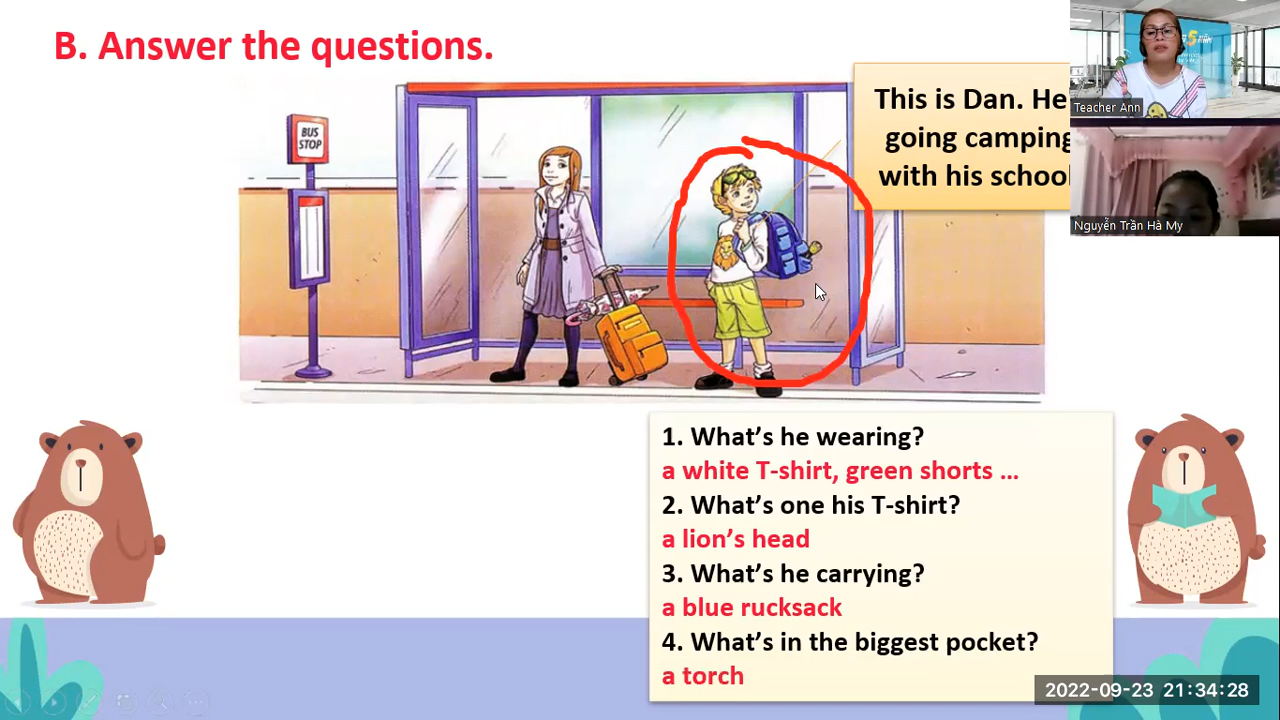 B. Answer the questions.
BUS
STOP
This is Dan. He
going camping
with his school
Teacher Ann
Nguyễn Trần Hà My
1. What's he wearing?
a white T-shirt, green shorts ...
2. What's one his T-shirt?
a lion's head
3. What's he carrying?
a blue rucksack
4. What's in the biggest pocket?
a torch
2022-09-23 21:34:28